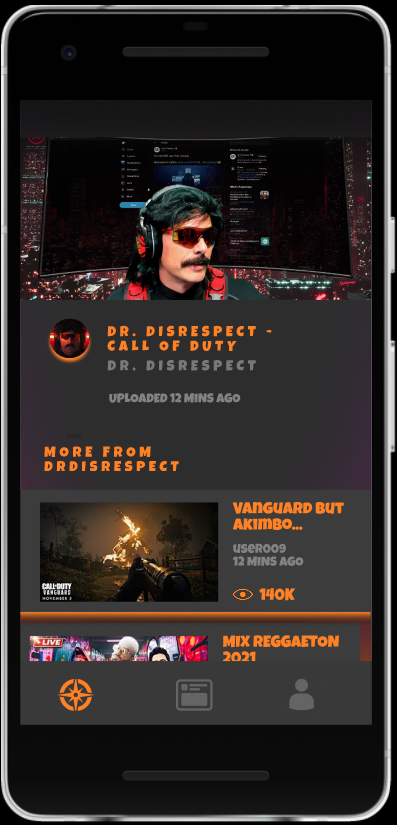 DR. DISRESPECT -
CALL OF DUTY
DR. DISRESPECT
UPLOADED 12 MINS AGO
MORE FROM
DRDISRESPECT
VANGUARD BUT
AKIMBO...
USER009
12 MINS AGO
CALL OF DUTY
VANGUARD
NOVEMBER 5
140K
LIVE
MIX REGGAETON
2021